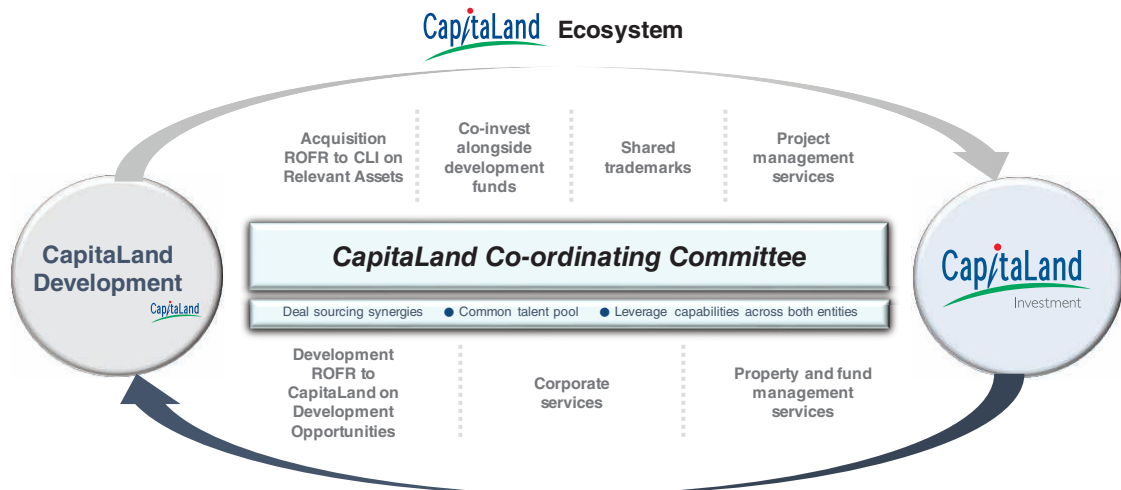 CapitaLand Ecosystem
Acquisition
ROFR to CLI on
Relevant Assets
Co-invest
alongside
development
funds
Shared
trademarks
Project
management
services
CapitaLand
Development
CapitaLand
CapitaLand Co-ordinating Committee
Deal sourcing synergies ● Common talent pool ● Leverage capabilities across both entities
CapitaLand
Investment
Development
ROFR to
CapitaLand on
Development
Opportunities
Corporate
services
Property and fund
management
services